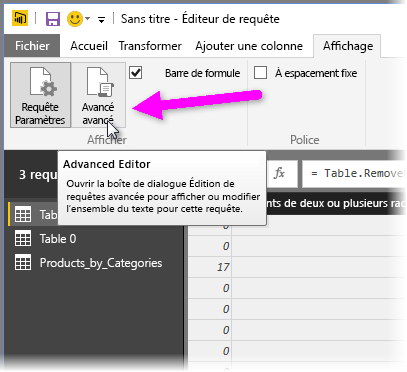 Sans titre - Éditeur de requête
Fichier Accueil Transformer Ajouter une colonne Affichage
Requête Paramètres
Avancé avancé
Barre de formule
À espacement fixe
Afficher
Police
3 requ
Advanced Editor
Ouvrir la boîte de dialogue Édition de
requêtes avancée pour afficher ou modifier
l'ensemble du texte pour cette requête.
fx
= Table.Remove
Tab
nts de deux ou plusieurs rac
Table 0
Products_by_Categories
0
0
17
0
0
0
0
0